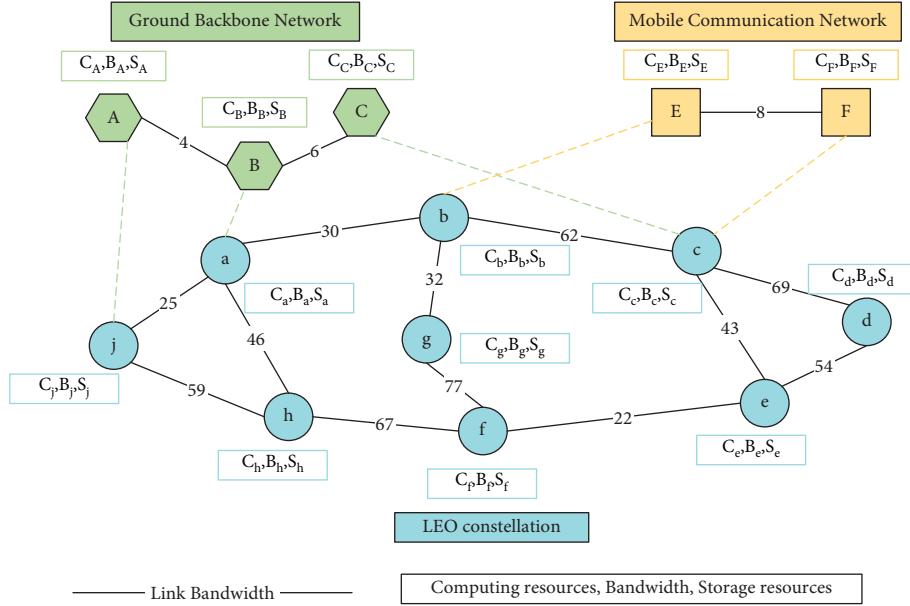 Ground Backbone Network
Mobile Communication Network
C_A,B_A,S_A
C_C,B_C,S_C
C_E,B_E,S_E
C_F,B_F,S_F
C_B,B_B,S_B
A
C
E
8
F
4
6
B
b
30
62
a
c
C_b,B_b,S_b
32
69
C_d,B_d,S_d
25
C_a,B_a,S_a
C_c,B_c,S_c
46
43
d
j
g
C_g,B_g,S_g
54
C_j,B_j,S_j
59
77
h
67
f
22
e
C_h,B_h,S_h
C_f,B_f,S_f
C_e,B_e,S_e
LEO constellation
Link Bandwidth
Computing resources, Bandwidth, Storage resources